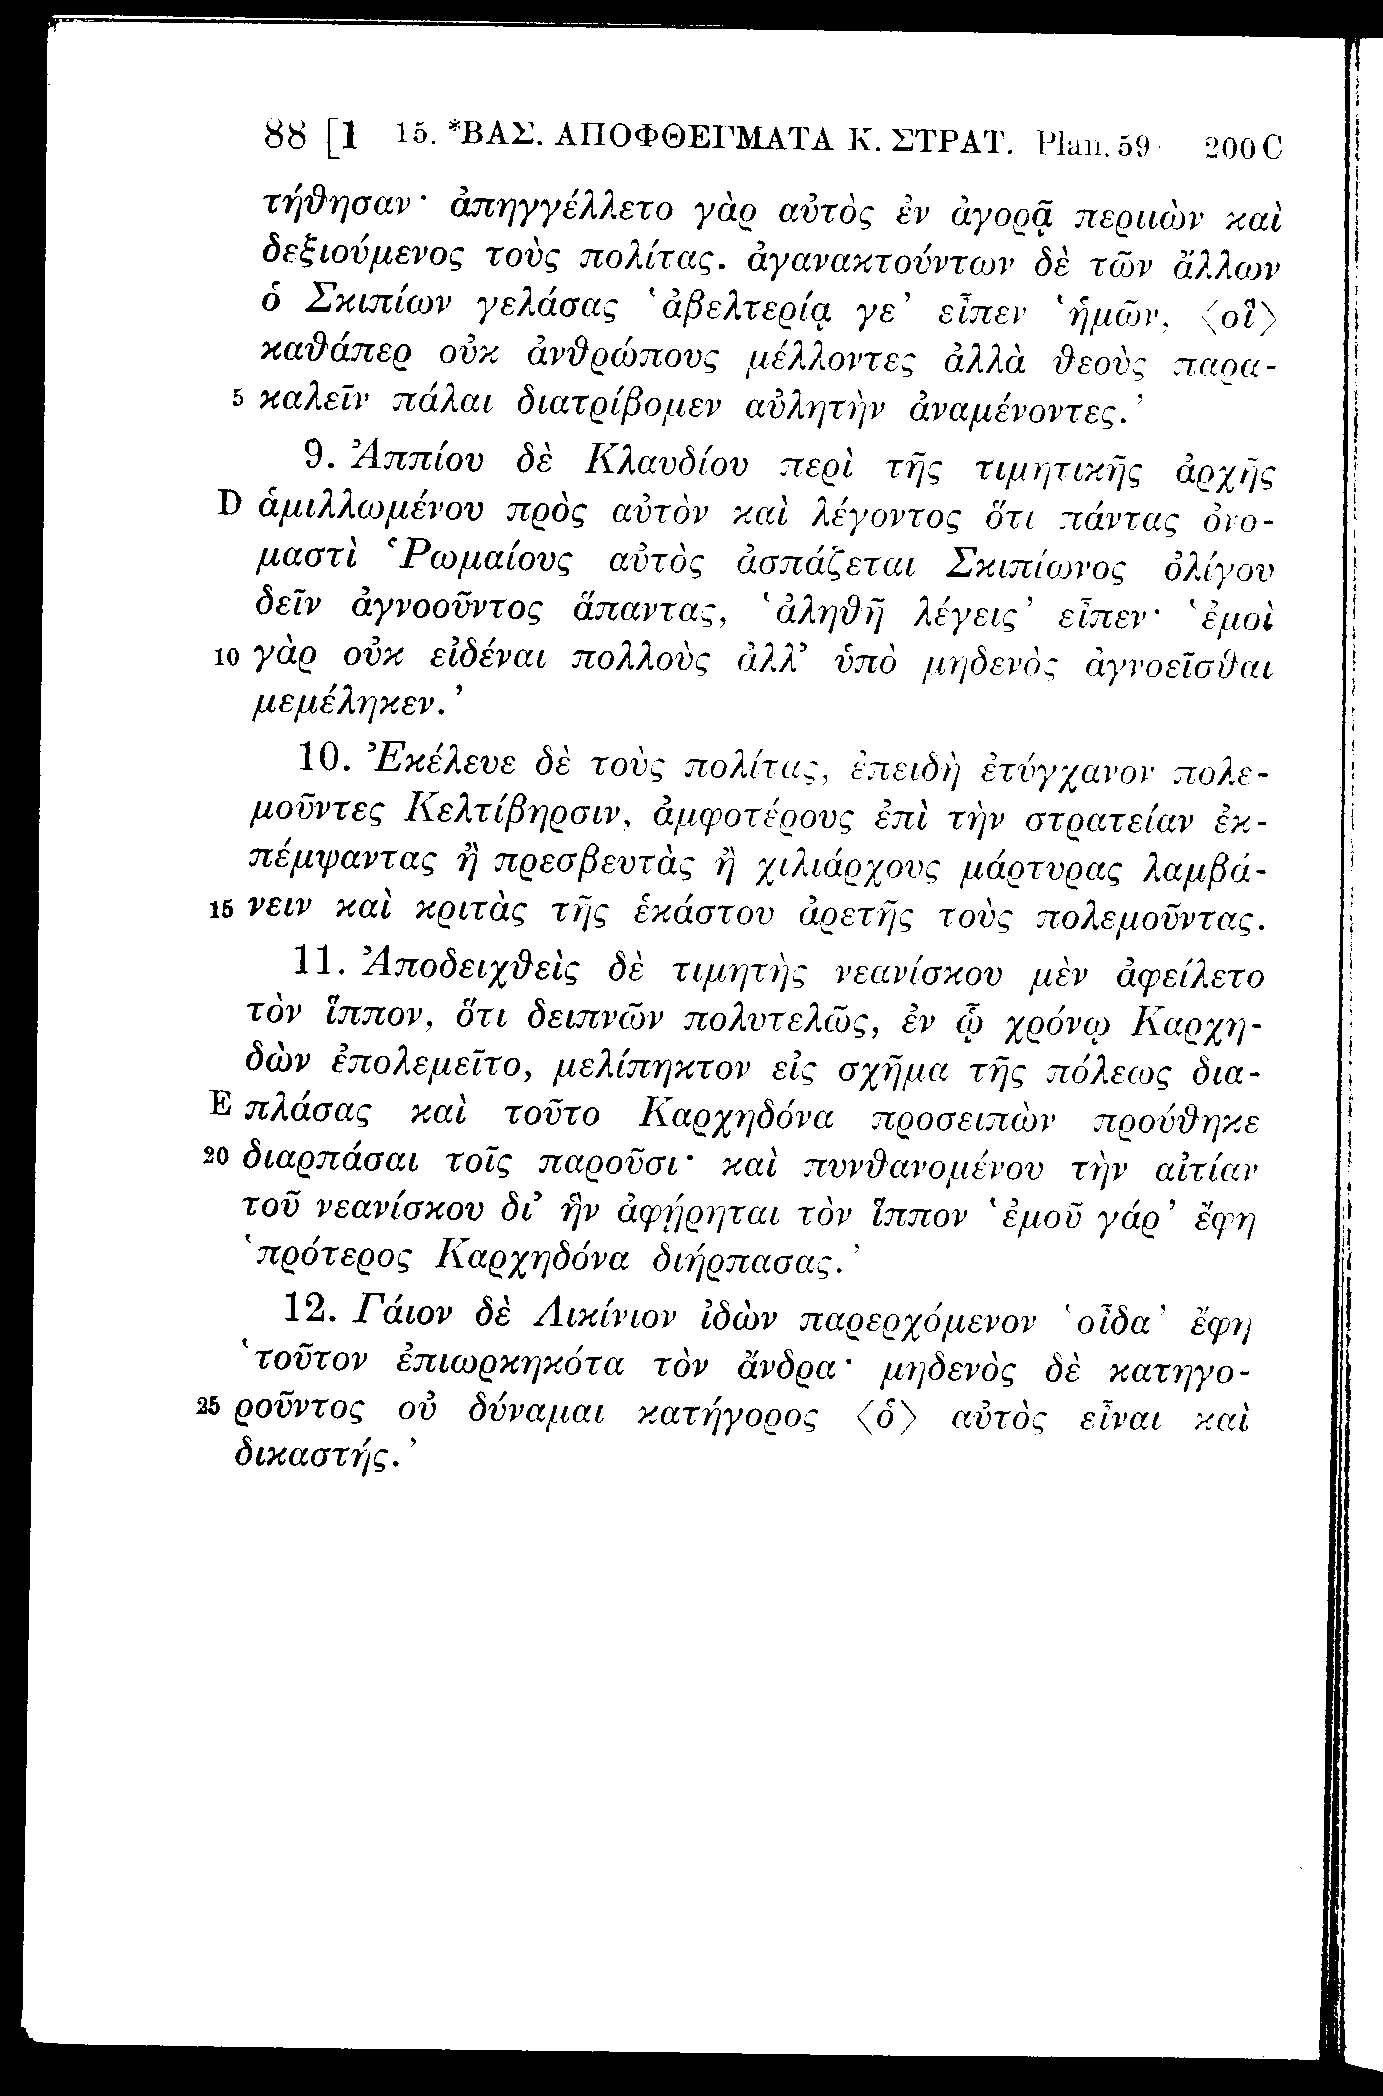 88 [1 15. *ΒΑΣ. ΑΠΟΦΘΕΓΜΑΤΑ Κ. ΣΤΡΑΤ. Plan. 59 200 C
τήθησαν· ἀπηγγέλλετο γὰρ αὐτὸς ἐν ἀγορᾷ περιιὼν καὶ
δεξιούμενος τοὺς πολίτας. ἀγανακτούντων δὲ τῶν ἄλλων
ὁ Σκιπίων γελάσας ‘ἀβελτερίᾳ γε’ εἶπεν ‘ἡμῶν, ⟨οἳ⟩
καθάπερ οὐκ ἀνθρώπους μέλλοντες ἀλλὰ θεοὺς παρα-
5 καλεῖν πάλαι διατρίβομεν αὐλητὴν ἀναμένοντες.’
9. Ἀππίου δὲ Κλαυδίου περὶ τῆς τιμητικῆς ἀρχῆς
D ἁμιλλωμένου πρὸς αὐτὸν καὶ λέγοντος ὅτι πάντας ὀνο-
μαστὶ Ῥωμαίους αὐτὸς ἀσπάζεται Σκιπίωνος ὀλίγου
δεῖν ἀγνοοῦντος ἅπαντας, ‘ἀληθῆ λέγεις’ εἶπεν· ‘ἐμοὶ
10 γὰρ οὐκ εἰδέναι πολλοὺς ἀλλ’ ὑπὸ μηδενὸς ἀγνοεῖσθαι
μεμέληκεν.’
10. Ἐκέλευε δὲ τοὺς πολίτας, ἐπειδὴ ἐτύγχανον πολε-
μοῦντες Κελτίβηρσιν, ἀμφοτέρους ἐπὶ τὴν στρατείαν ἐκ-
πέμψαντας ἢ πρεσβευτὰς ἢ χιλιάρχους μάρτυρας λαμβά-
15 νειν καὶ κριτὰς τῆς ἑκάστου ἀρετῆς τοὺς πολεμοῦντας.
11. Ἀποδειχθεὶς δὲ τιμητὴς νεανίσκου μὲν ἀφείλετο
τὸν ἵππον, ὅτι δειπνῶν πολυτελῶς, ἐν ᾧ χρόνῳ Καρχη-
δὼν ἐπολεμεῖτο, μελίπηκτον εἰς σχῆμα τῆς πόλεως δια-
E πλάσας καὶ τοῦτο Καρχηδόνα προσειπὼν προύθηκε
20 διαρπάσαι τοῖς παροῦσι· καὶ πυνθανομένου τὴν αἰτίαν
τοῦ νεανίσκου δι’ ἣν ἀφῄρηται τὸν ἵππον ‘ἐμοῦ γάρ’ ἔφη
‘πρότερος Καρχηδόνα διήρπασας.’
12. Γάιον δὲ Λικίνιον ἰδὼν παρερχόμενον ‘οἶδα’ ἔφη
‘τοῦτον ἐπιωρκηκότα τὸν ἄνδρα· μηδενὸς δὲ κατηγο-
25 ροῦντος οὐ δύναμαι κατήγορος ⟨ὁ⟩ αὐτὸς εἶναι καὶ
δικαστής.’